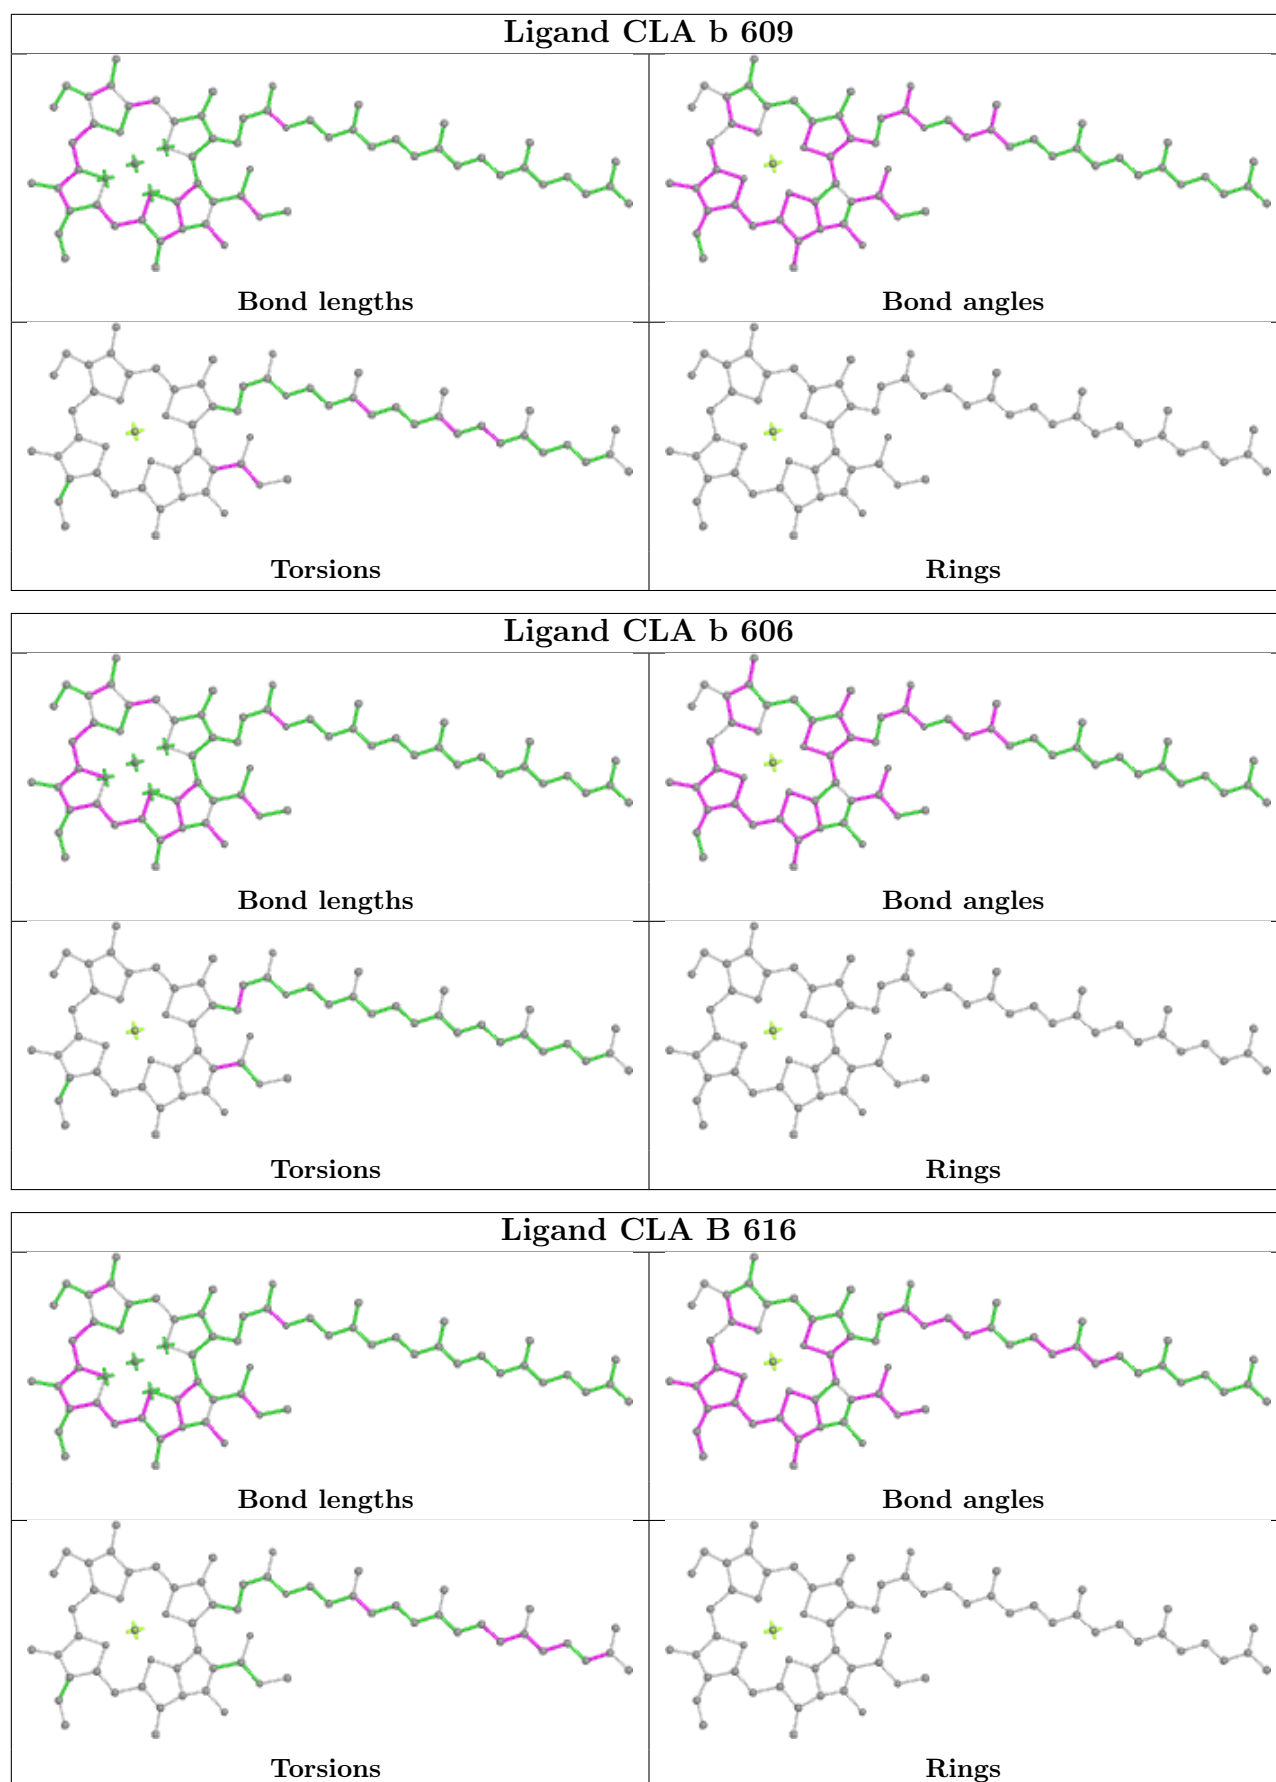 Ligand CLA b 609
Bond lengths
Bond angles
Torsions
Rings
Ligand CLA b 606
Bond lengths
Bond angles
Torsions
Rings
Ligand CLA B 616
Bond lengths
Bond angles
Torsions
Rings